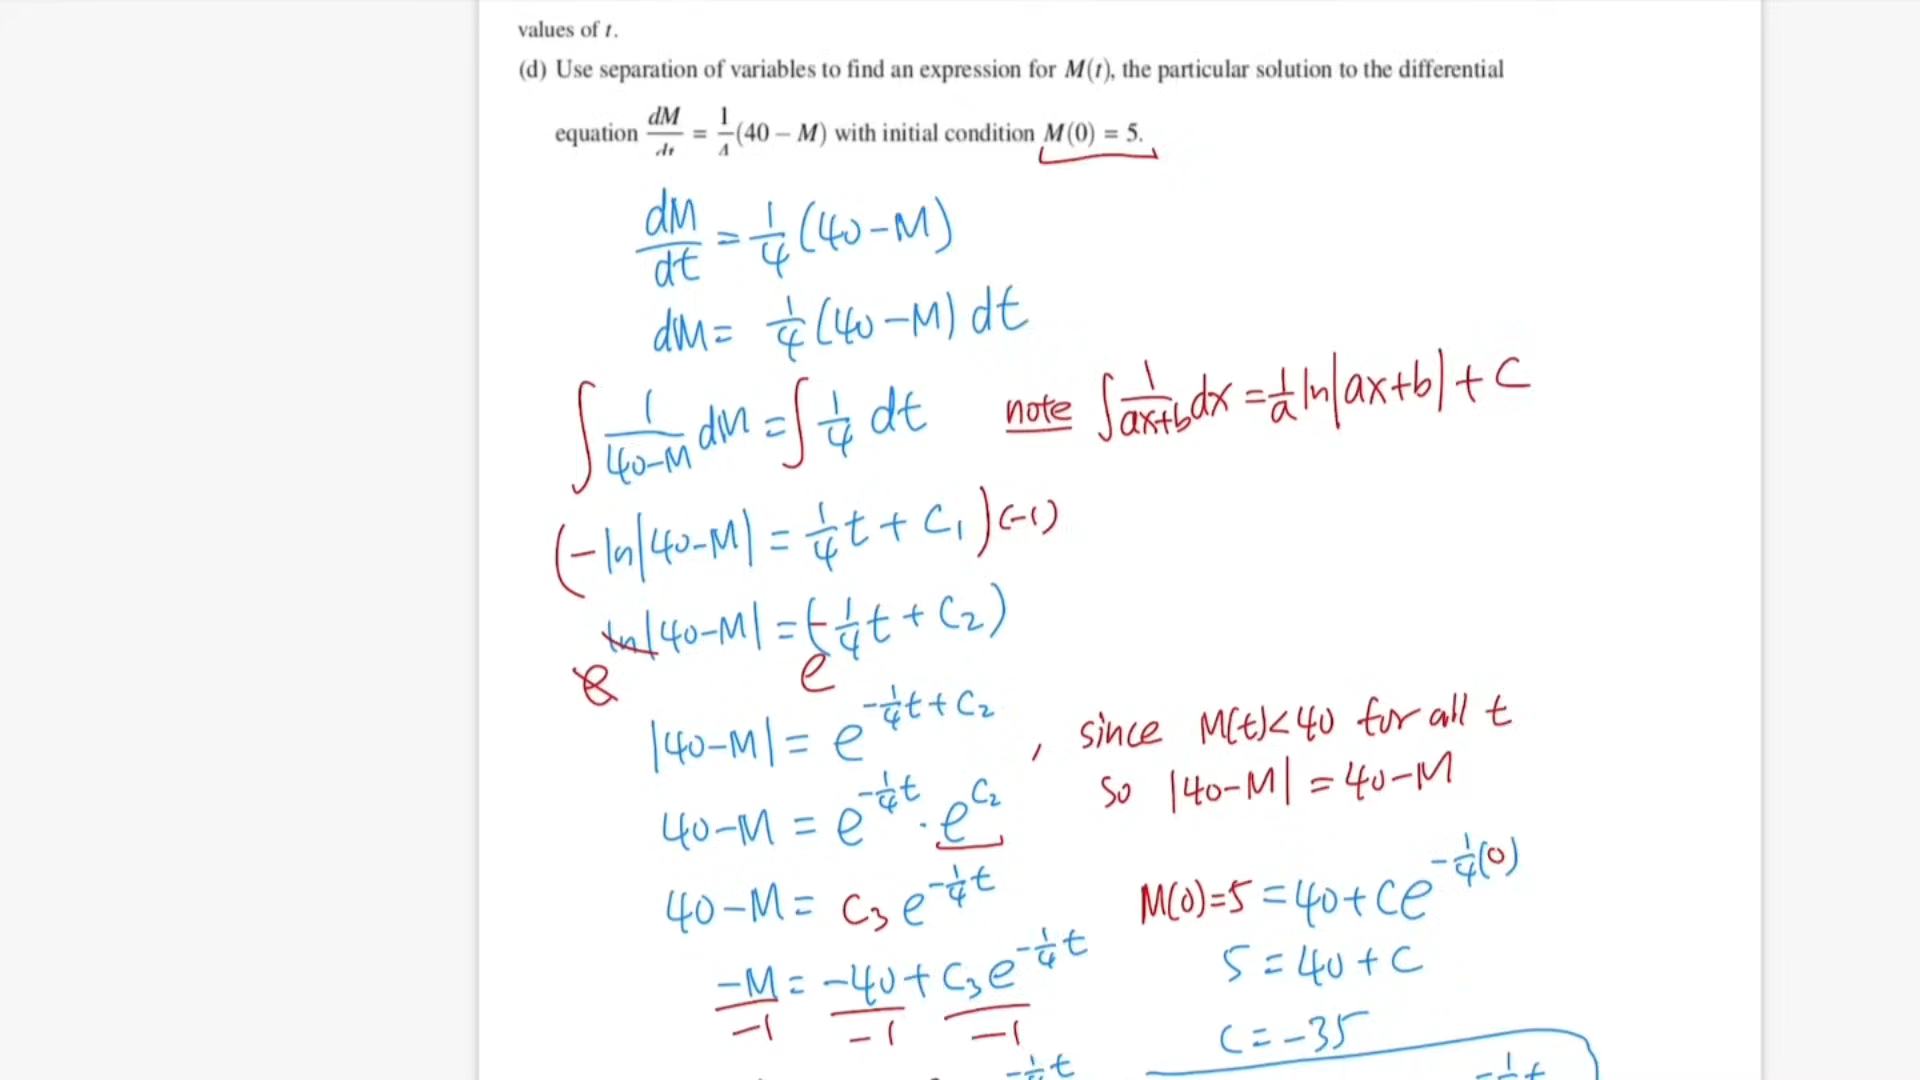 values of t.
(d) Use separation of variables to find an expression for M(t), the particular solution to the differential
equation dM/dt = 1/4(40 – M) with initial condition M(0) = 5.
dM/dt = 1/4 (40-M)
dM = 1/4 (40-M) dt
∫ 1/(40-M) dM = ∫ 1/4 dt
note ∫ 1/(ax+b) dx = 1/a ln|ax+b| + C
(-ln|40-M| = 1/4 t + C₁)(-1)
ln|40-M| = (-1/4 t + C₂)
e e
|40-M| = e^(-1/4 t + C₂) , since M(t)<40 for all t
so |40-M| = 40-M
40-M = e^(-1/4 t) · e^(C₂)
40-M = C₃ e^(-1/4 t)
M(0)=5 = 40+Ce^(-1/4(0))
-M = -40 + C₃ e^(-1/4 t)
-1 -1 -1
5 = 40 + C
C = -35
-1/4 t